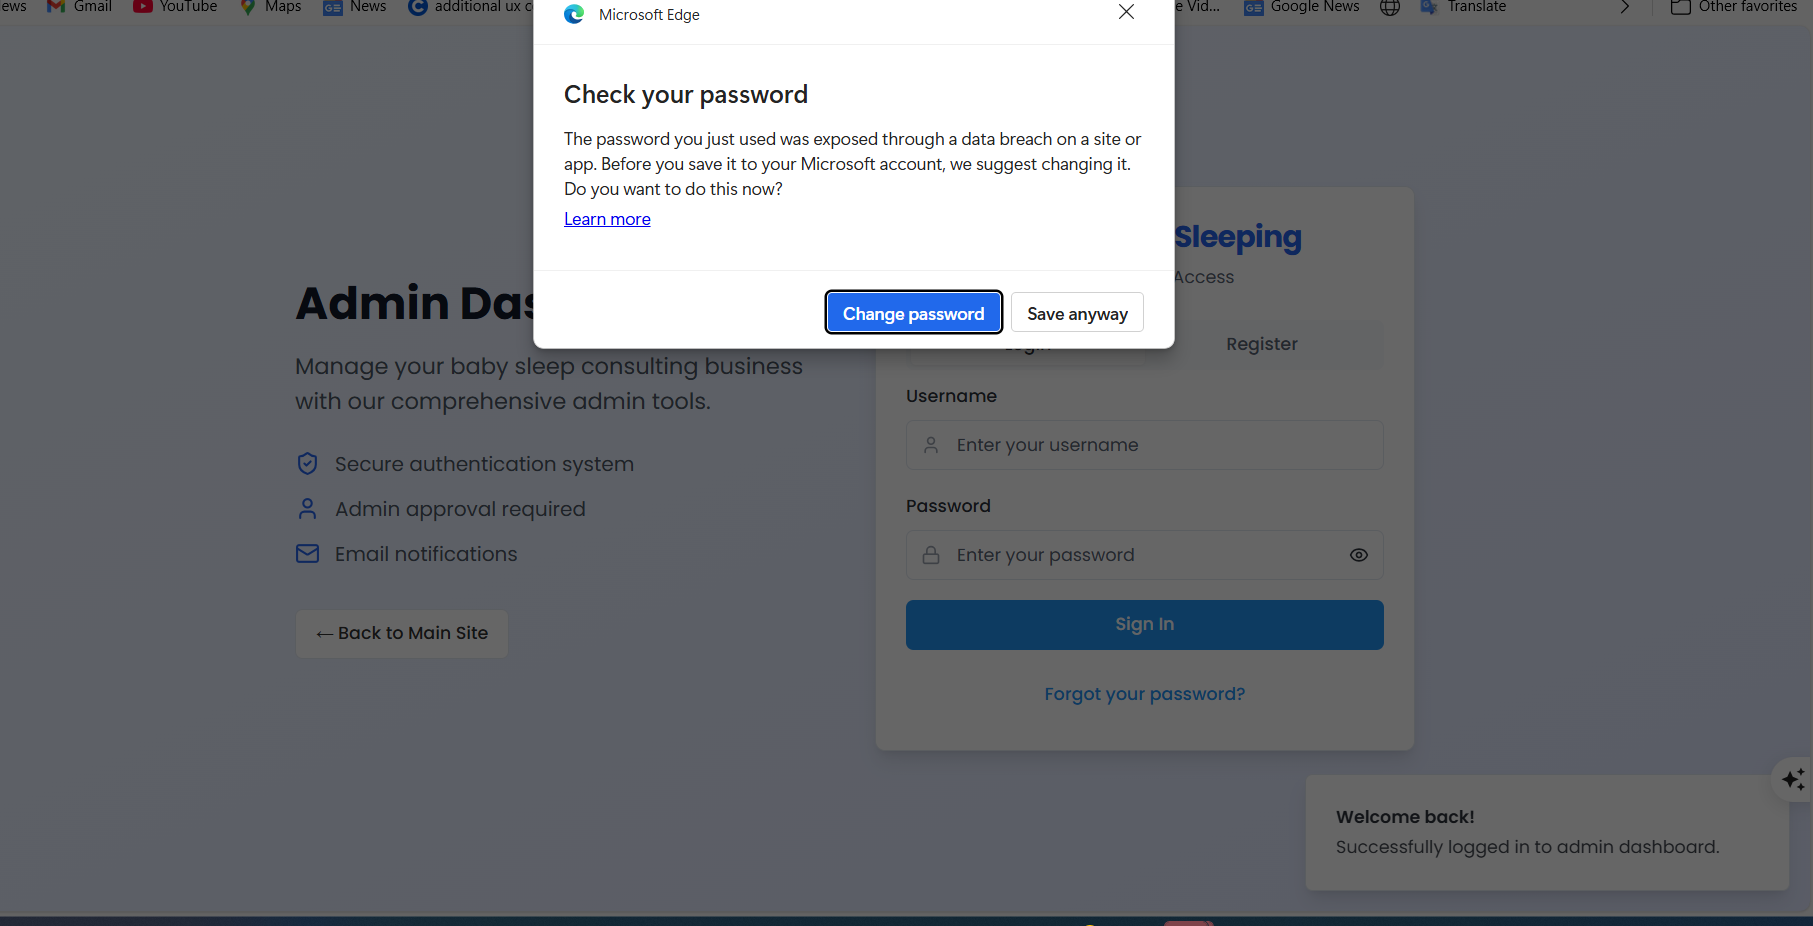 Gmail
YouTube
Maps
News
additional ux
Google News
Translate
Other favorites
Microsoft Edge
Check your password
The password you just used was exposed through a data breach on a site or
app. Before you save it to your Microsoft account, we suggest changing it.
Do you want to do this now?
Learn more
Change password
Save anyway
Admin
Manage your baby sleep consulting business
with our comprehensive admin tools.
Secure authentication system
Admin approval required
Email notifications
← Back to Main Site
Sleeping
Access
Login
Register
Username
Enter your username
Password
Enter your password
Sign In
Forgot your password?
Welcome back!
Successfully logged in to admin dashboard.